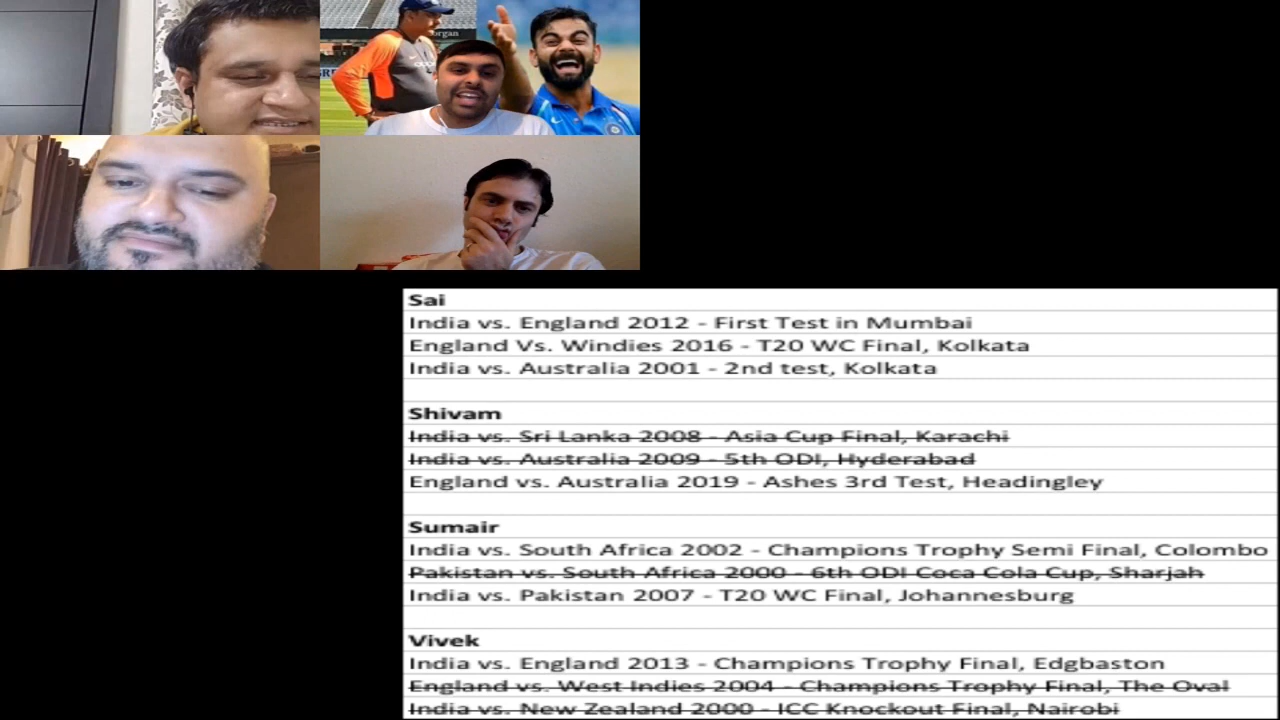 organ
Sai
India vs. England 2012 - First Test in Mumbai
England Vs. Windies 2016 - T20 WC Final, Kolkata
India vs. Australia 2001 - 2nd test, Kolkata
Shivam
India vs. Sri Lanka 2008 - Asia Cup Final, Karachi
India vs. Australia 2009 - 5th ODI, Hyderabad
England vs. Australia 2019 - Ashes 3rd Test, Headingley
Sumair
India vs. South Africa 2002 - Champions Trophy Semi Final, Colombo
Pakistan vs. South Africa 2000 - 6th ODI Coca Cola Cup, Sharjah
India vs. Pakistan 2007 - T20 WC Final, Johannesburg
Vivek
India vs. England 2013 - Champions Trophy Final, Edgbaston
England vs. West Indies 2004 - Champions Trophy Final, The Oval
India vs. New Zealand 2000 - ICC Knockout Final, Nairobi